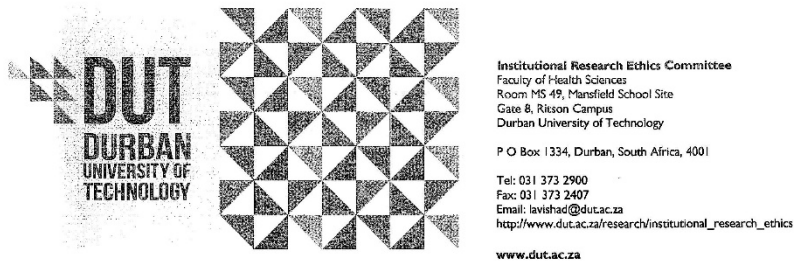 DUT
DURBAN
UNIVERSITY OF
TECHNOLOGY
Institutional Research Ethics Committee
Faculty of Health Sciences
Room MS 49, Mansfield School Site
Gate 8, Ritson Campus
Durban University of Technology
P O Box 1334, Durban, South Africa, 4001
Tel: 031 373 2900
Fax: 031 373 2407
Email: lavishad@dut.ac.za
http://www.dut.ac.za/research/institutional_research_ethics
www.dut.ac.za